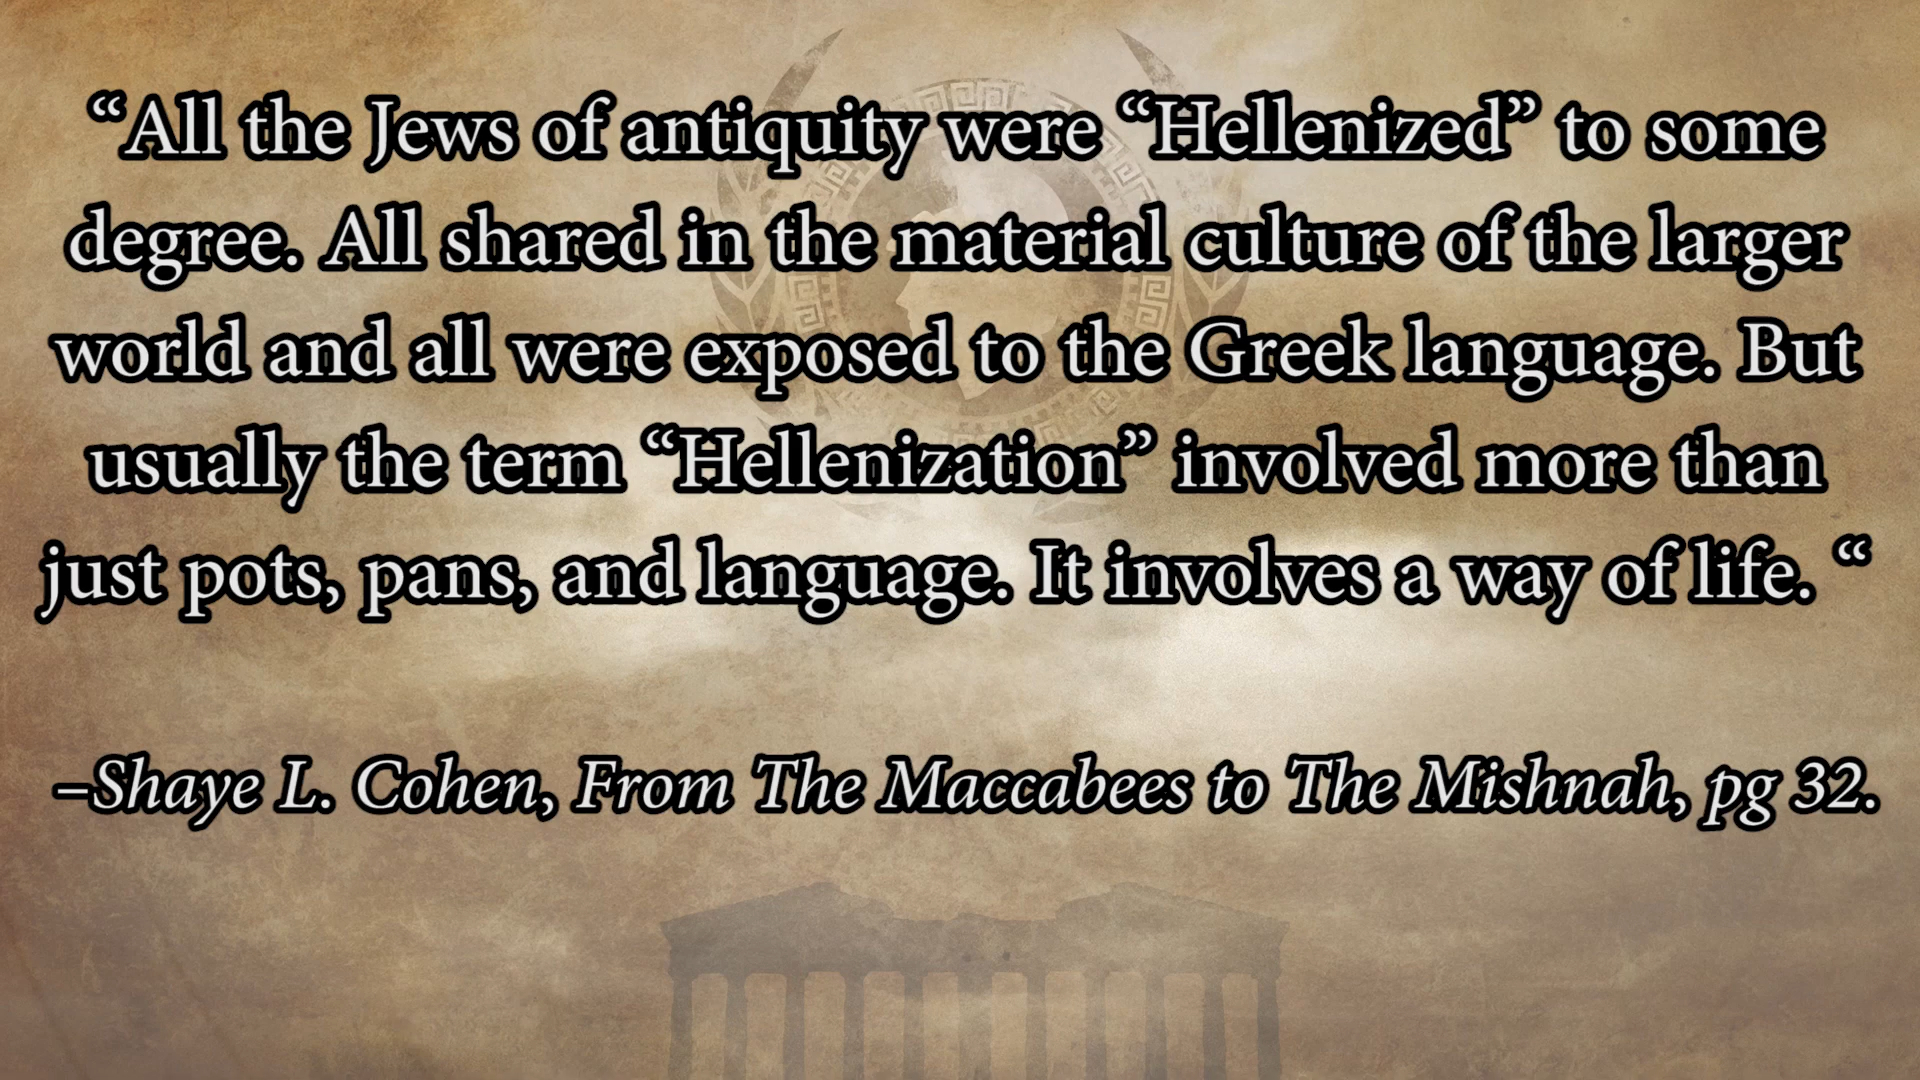 “All the Jews of antiquity were “Hellenized” to some
degree. All shared in the material culture of the larger
world and all were exposed to the Greek language. But
usually the term “Hellenization” involved more than
just pots, pans, and language. It involves a way of life. “
–Shaye L. Cohen, From The Maccabees to The Mishnah, pg 32.